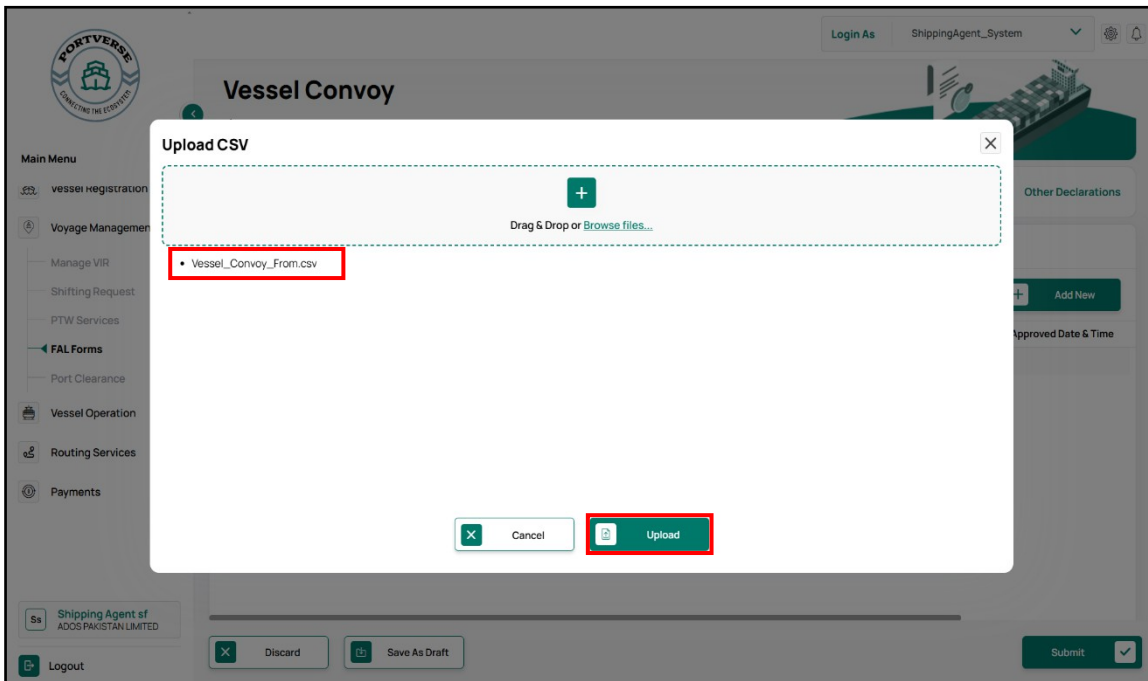 PORTVERSE
CONNECTING THE ECOSYSTEM
Login As ShippingAgent_System
Vessel Convoy
Upload CSV
Main Menu
Vessel Registration
Other Declarations
Drag & Drop or Browse files...
Voyage Managemen
Manage VIR
• Vessel_Convoy_From.csv
Shifting Request
Add New
PTW Services
Approved Date & Time
FAL Forms
Port Clearance
Vessel Operation
Routing Services
Payments
Cancel
Upload
Ss Shipping Agent sf
ADOS PAKISTAN LIMITED
Discard
Save As Draft
Submit
Logout